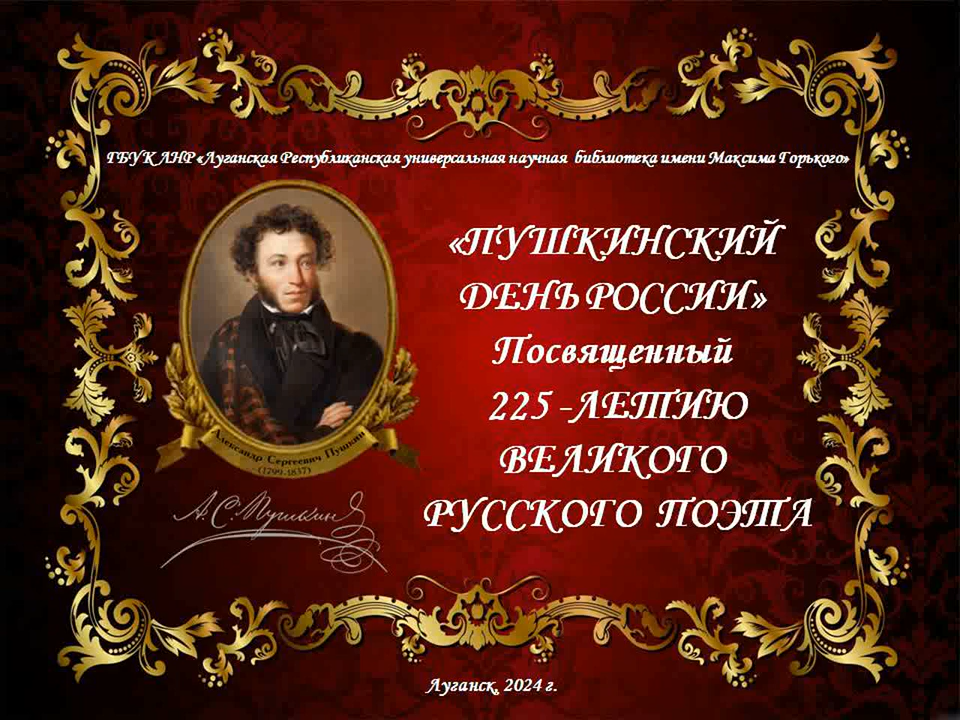 ГБУК ЛНР «Луганская Республиканская универсальная научная библиотека имени Максима Горького»
«ПУШКИНСКИЙ
ДЕНЬ РОССИИ»
Посвященный
225 -ЛЕТИЮ
ВЕЛИКОГО
РУССКОГО ПОЭТА
Александр Сергеевич Пушкин
(1799-1837)
А.С.Пушкин
Луганск, 2024 г.